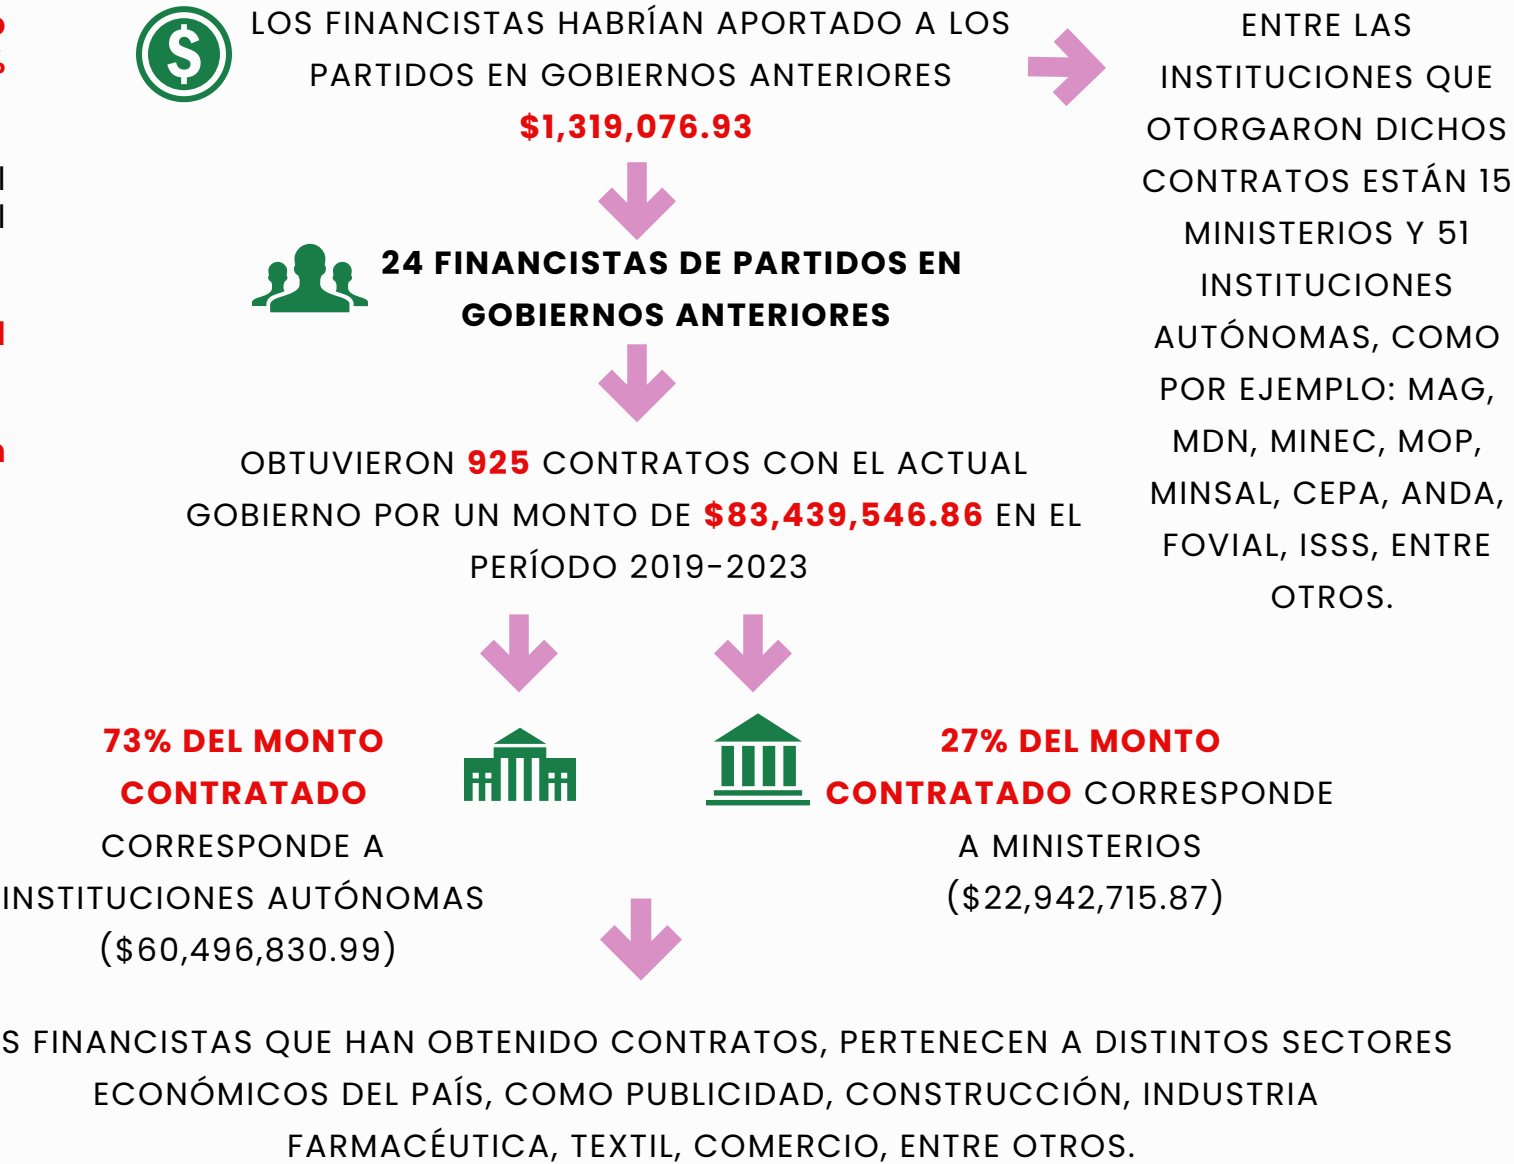 LOS FINANCISTAS HABRÍAN APORTADO A LOS
PARTIDOS EN GOBIERNOS ANTERIORES
$1,319,076.93
24 FINANCISTAS DE PARTIDOS EN
GOBIERNOS ANTERIORES
OBTUVIERON 925 CONTRATOS CON EL ACTUAL
GOBIERNO POR UN MONTO DE $83,439,546.86 EN EL
PERÍODO 2019-2023
ENTRE LAS
INSTITUCIONES QUE
OTORGARON DICHOS
CONTRATOS ESTÁN 15
MINISTERIOS Y 51
INSTITUCIONES
AUTÓNOMAS, COMO
POR EJEMPLO: MAG,
MDN, MINEC, MOP,
MINSAL, CEPA, ANDA,
FOVIAL, ISSS, ENTRE
OTROS.
73% DEL MONTO
CONTRATADO
CORRESPONDE A
INSTITUCIONES AUTÓNOMAS
($60,496,830.99)
27% DEL MONTO
CONTRATADO CORRESPONDE
A MINISTERIOS
($22,942,715.87)
S FINANCISTAS QUE HAN OBTENIDO CONTRATOS, PERTENECEN A DISTINTOS SECTORES
ECONÓMICOS DEL PAÍS, COMO PUBLICIDAD, CONSTRUCCIÓN, INDUSTRIA
FARMACÉUTICA, TEXTIL, COMERCIO, ENTRE OTROS.